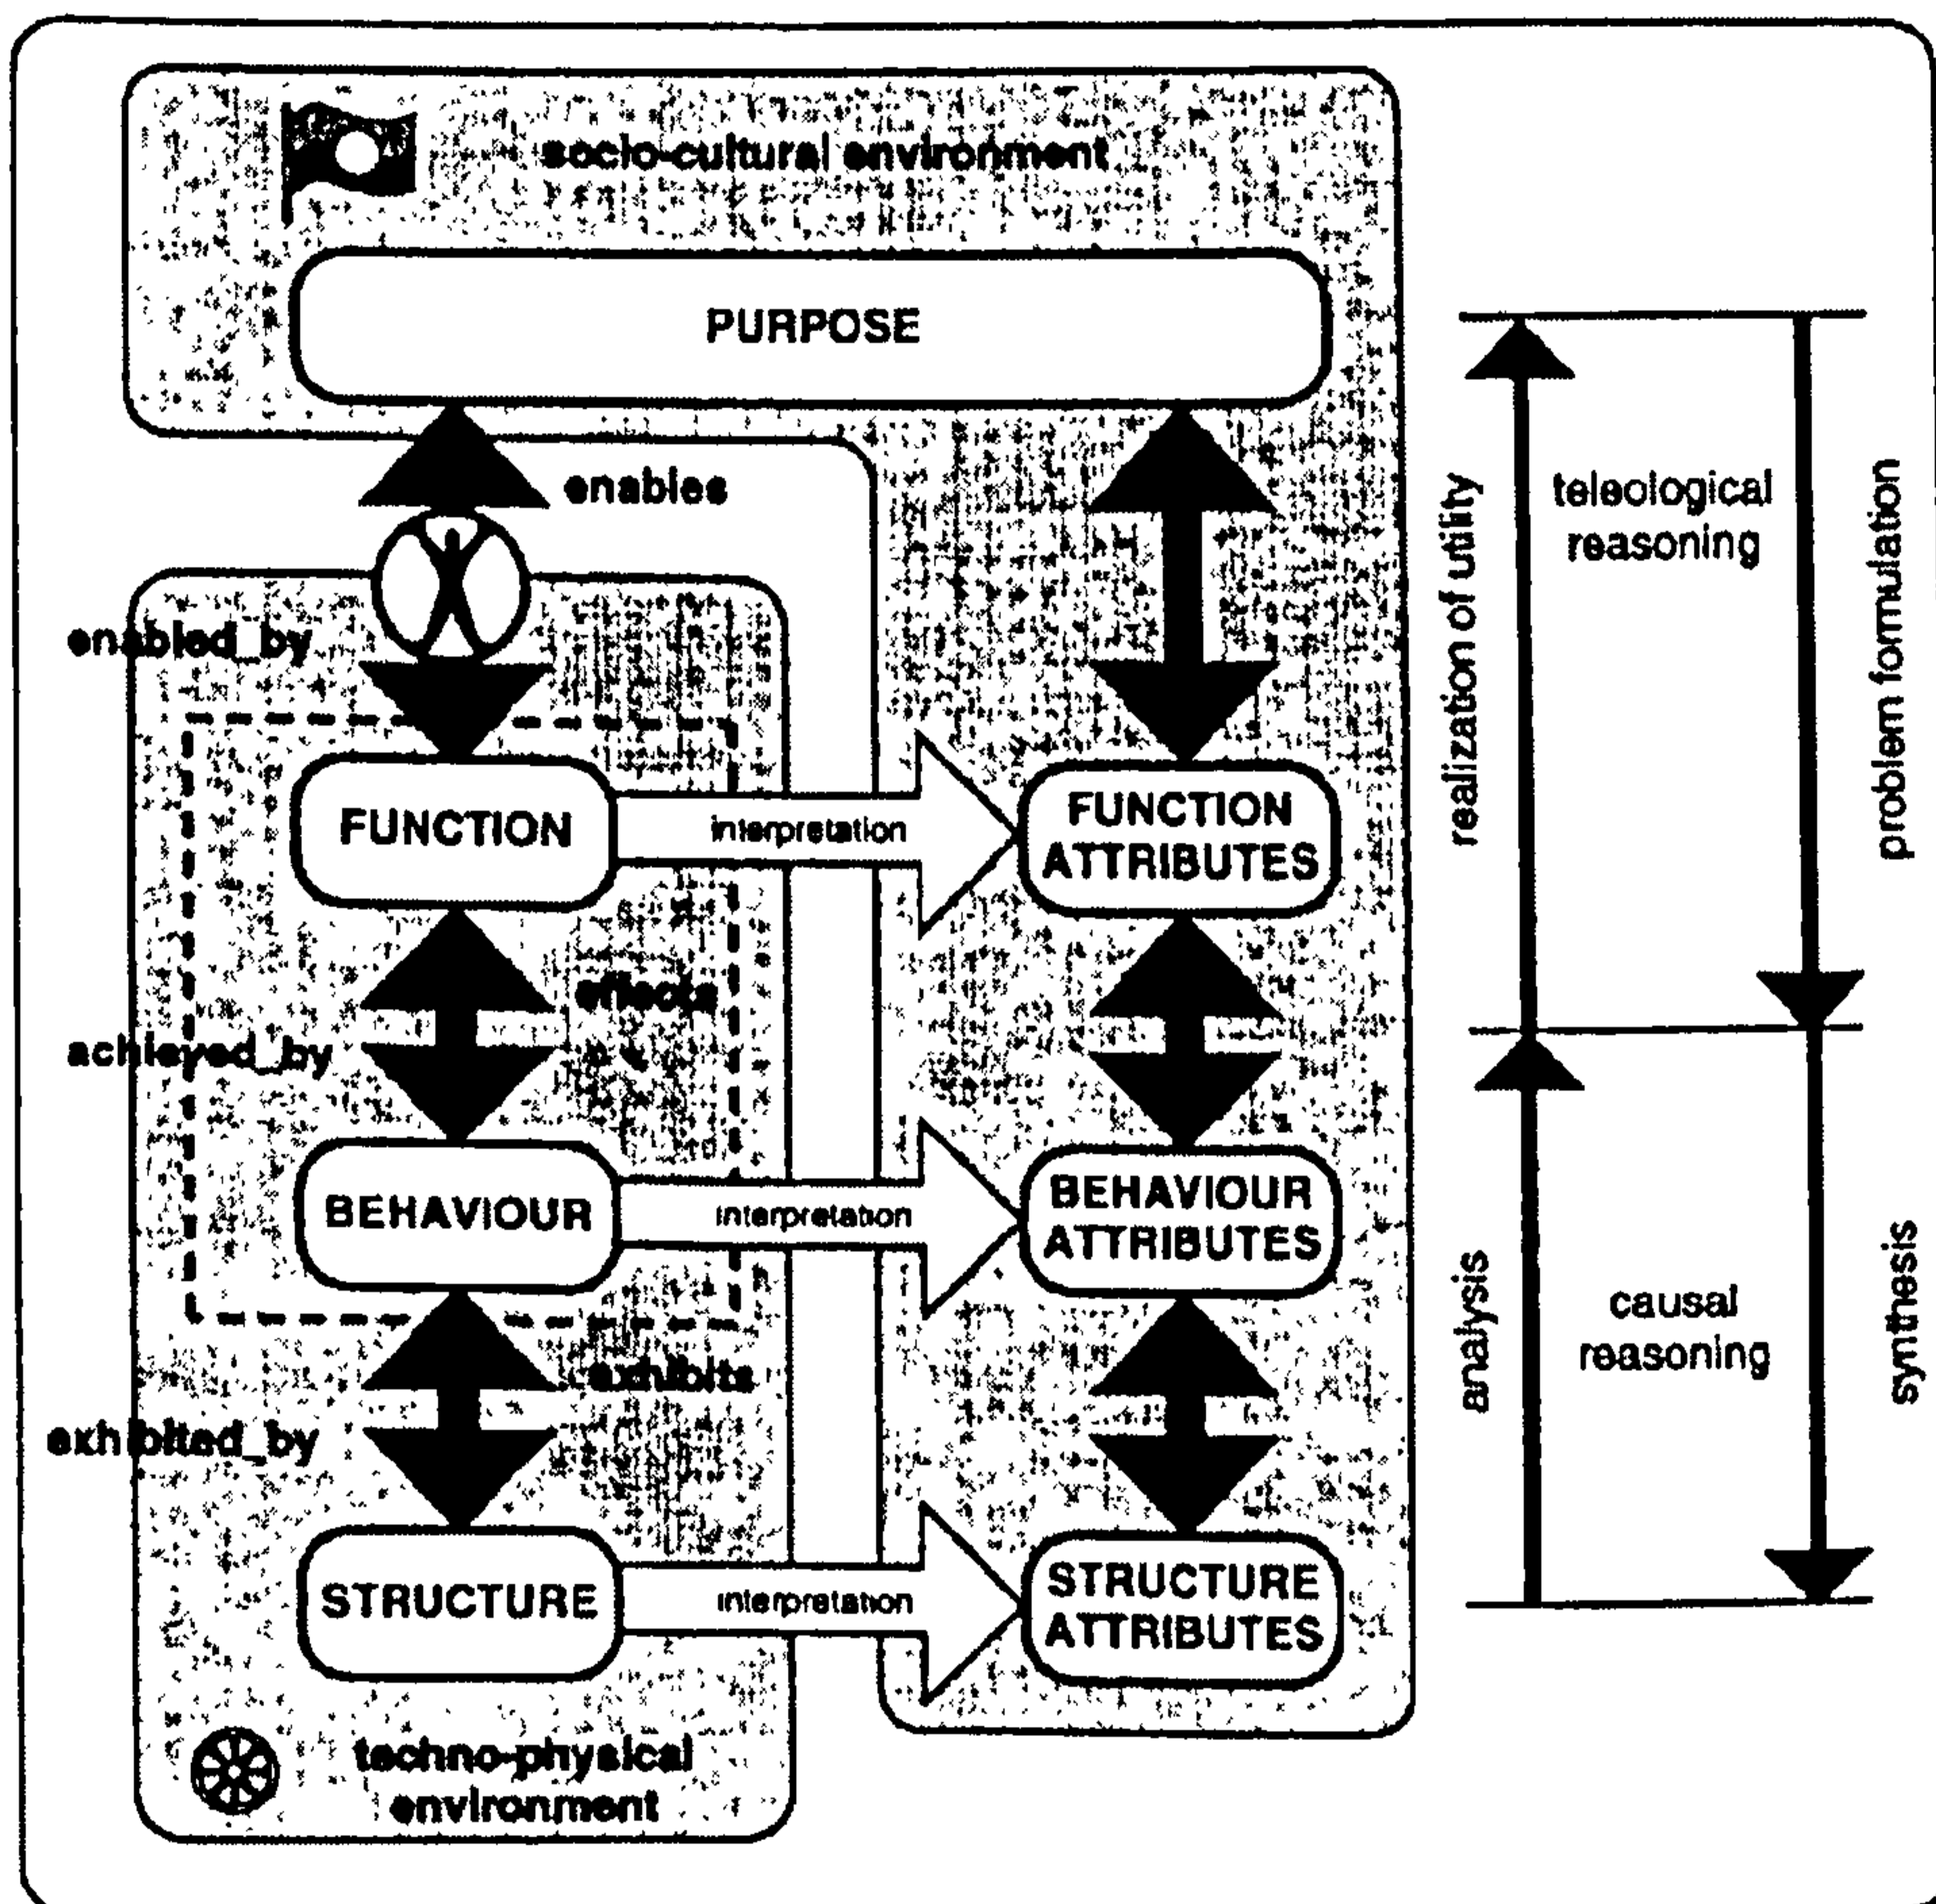 socio-cultural environment
PURPOSE
enables
enabled_by
FUNCTION
interpretation
FUNCTION
ATTRIBUTES
effects
achieved_by
BEHAVIOUR
interpretation
BEHAVIOUR
ATTRIBUTES
exhibits
exhibited_by
STRUCTURE
interpretation
STRUCTURE
ATTRIBUTES
techno-physical
environment
realization of utility
teleological
reasoning
problem formulation
analysis
causal
reasoning
synthesis